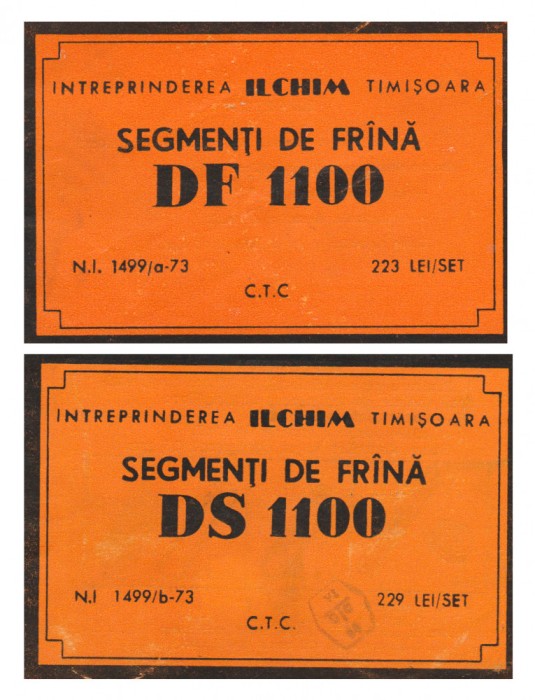 INTREPRINDEREA ILCHIM TIMIȘOARA
SEGMENȚI DE FRÎNĂ
DF 1100
N.I. 1499/a-73 223 LEI/SET
C.T.C
INTREPRINDEREA ILCHIM TIMIȘOARA
SEGMENȚI DE FRÎNĂ
DS 1100
N.I 1499/b-73 229 LEI/SET
C.T.C.